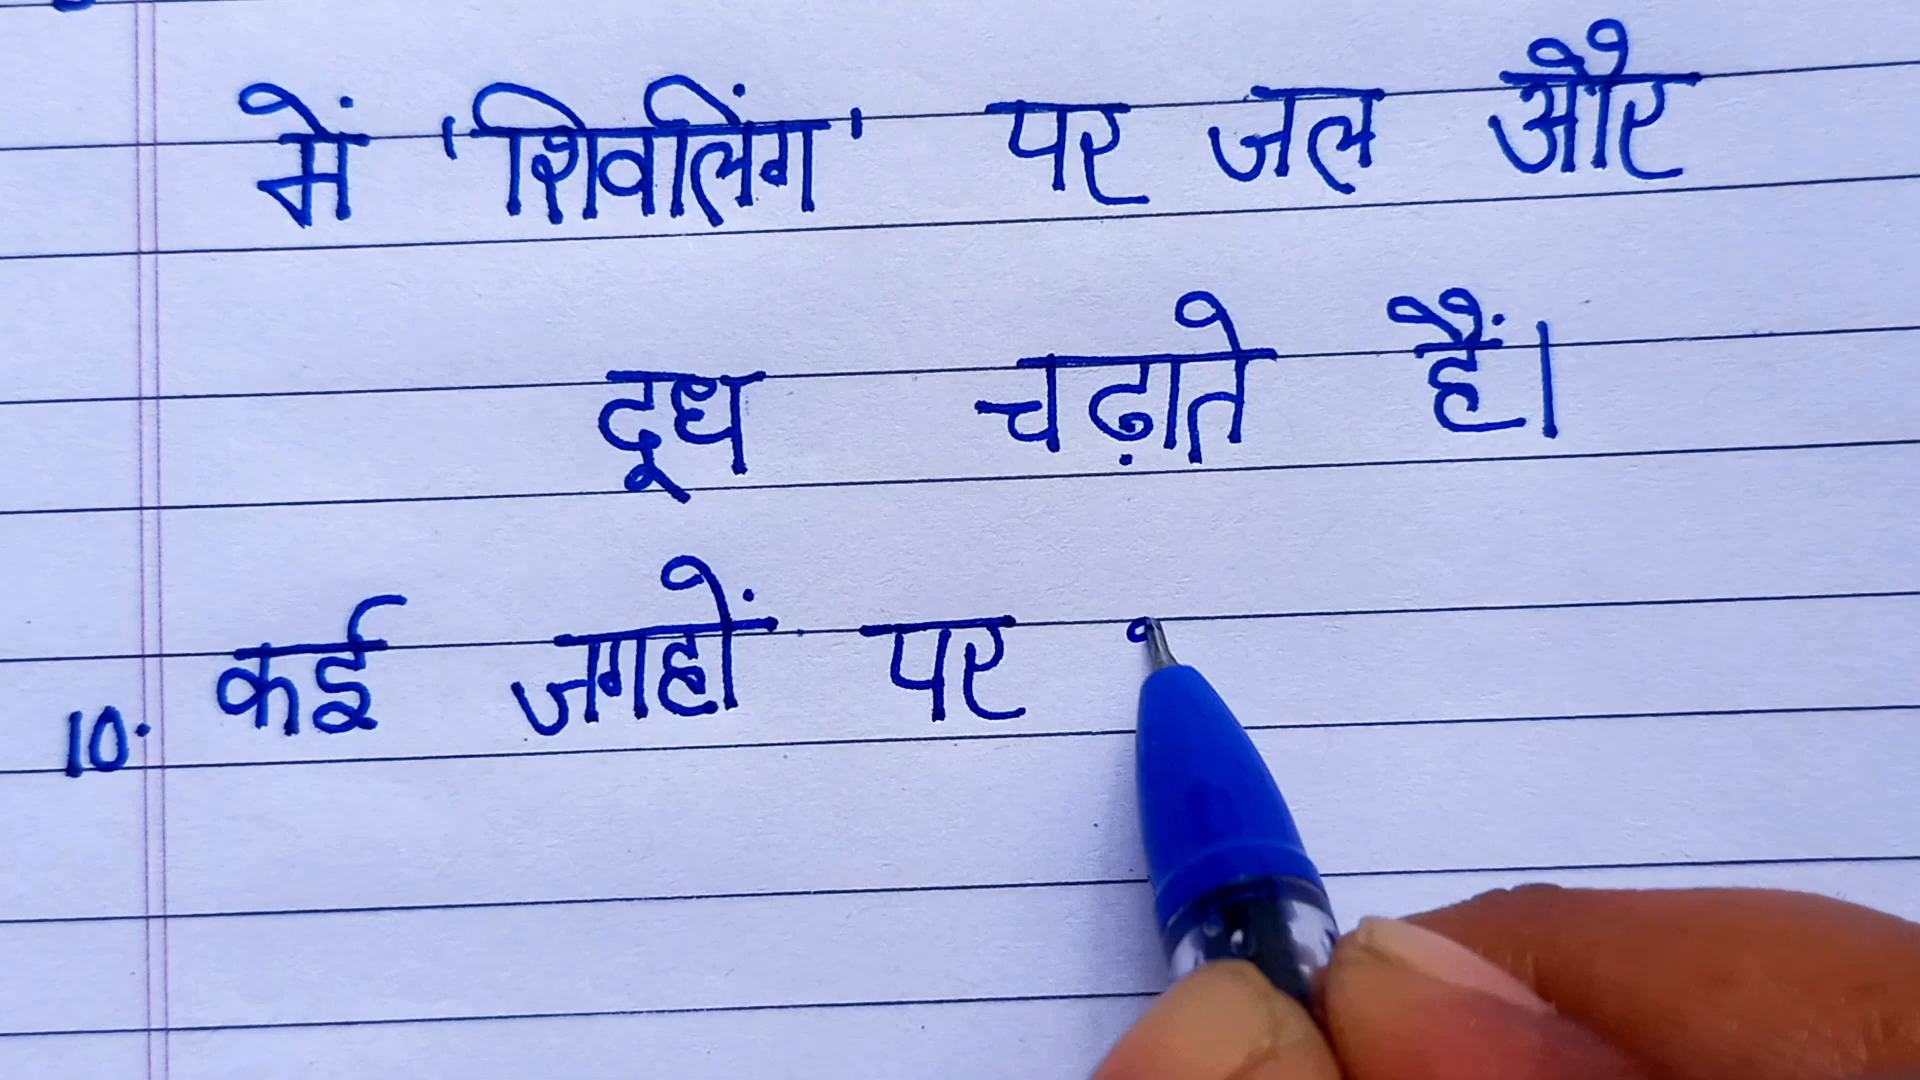 में 'शिवलिंग' पर जल और
दूध चढ़ाते हैं।
10. कई जगहों पर